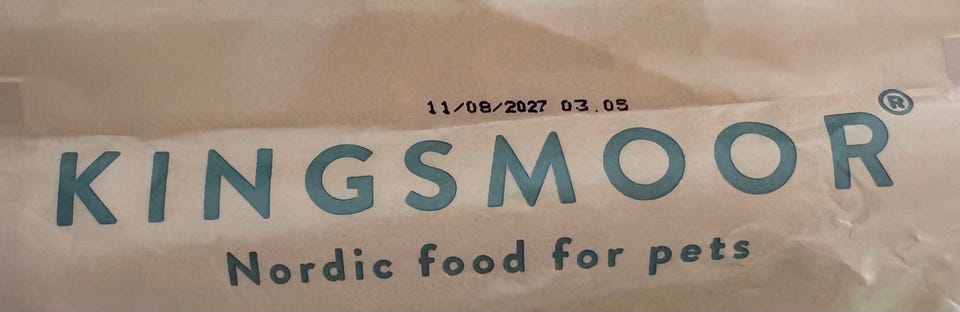 11/08/2027 03.05
KINGSMOOR®
Nordic food for pets